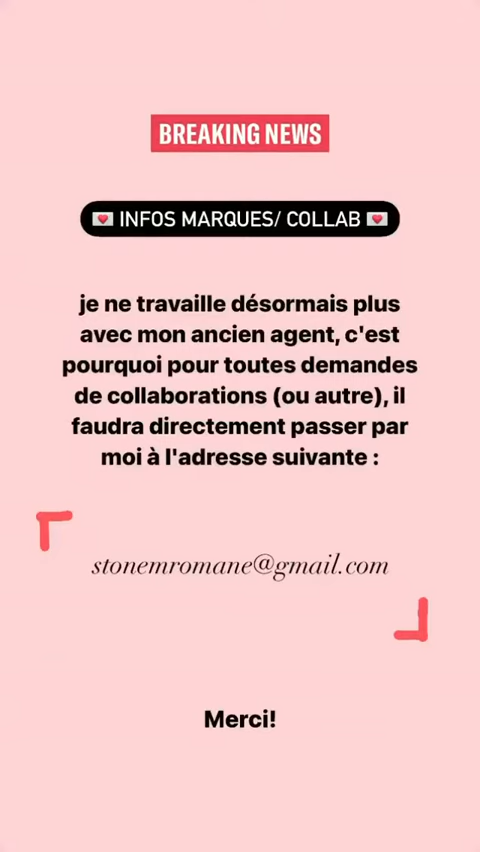 BREAKING NEWS
💌 INFOS MARQUES/ COLLAB 💌
je ne travaille désormais plus
avec mon ancien agent, c'est
pourquoi pour toutes demandes
de collaborations (ou autre), il
faudra directement passer par
moi à l'adresse suivante :
stonemromane@gmail.com
Merci!